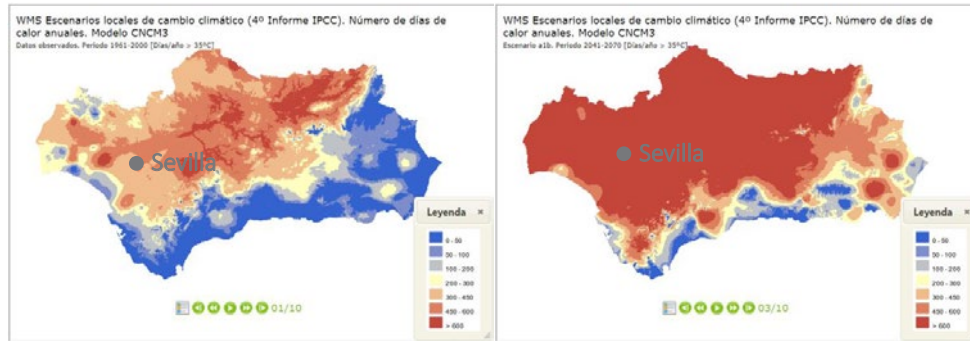 WMS Escenarios locales de cambio climático (4º Informe IPCC). Número de días de
calor anuales. Modelo CNCM3
Datos observados. Periodo 1961-2000 [Días/año > 35ºC]
Sevilla
Leyenda ×
0 - 50
50 - 100
100 - 200
200 - 300
300 - 450
450 - 600
> 600
01/10
WMS Escenarios locales de cambio climático (4º Informe IPCC). Número de días de
calor anuales. Modelo CNCM3
Escenario a1b. Periodo 2041-2070 [Días/año > 35ºC]
Sevilla
Leyenda ×
0 - 50
50 - 100
100 - 200
200 - 300
300 - 450
450 - 600
> 600
03/10